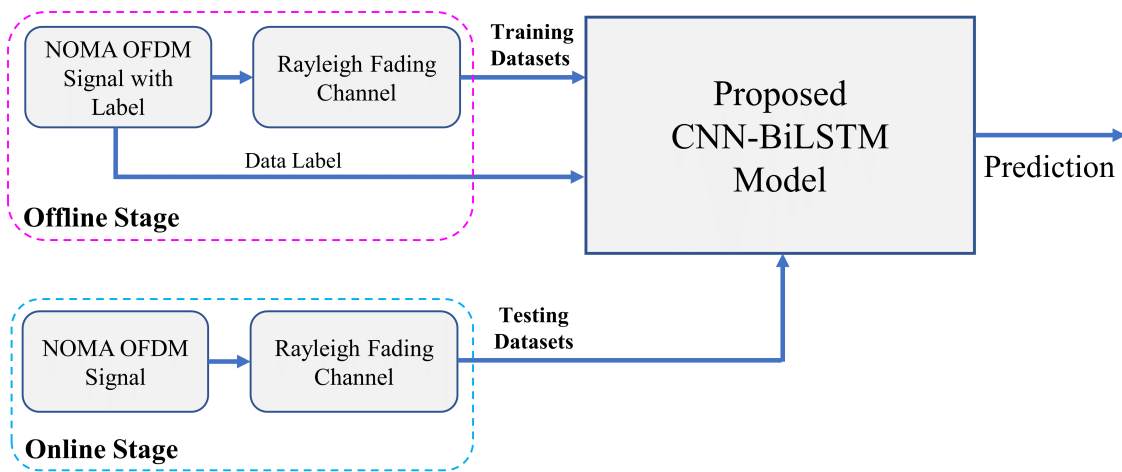 NOMA OFDM
Signal with
Label
Rayleigh Fading
Channel
Training
Datasets
Data Label
Offline Stage
Proposed
CNN-BiLSTM
Model
Prediction
NOMA OFDM
Signal
Rayleigh Fading
Channel
Testing
Datasets
Online Stage